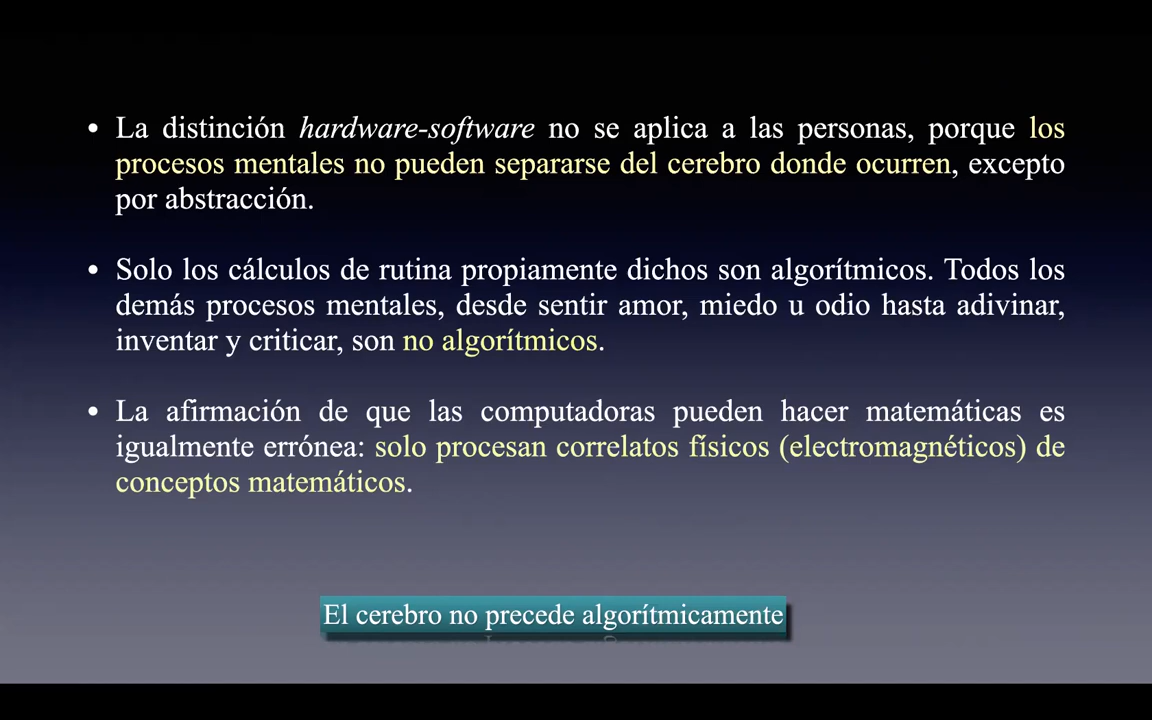 • La distinción hardware-software no se aplica a las personas, porque los
procesos mentales no pueden separarse del cerebro donde ocurren, excepto
por abstracción.
• Solo los cálculos de rutina propiamente dichos son algorítmicos. Todos los
demás procesos mentales, desde sentir amor, miedo u odio hasta adivinar,
inventar y criticar, son no algorítmicos.
• La afirmación de que las computadoras pueden hacer matemáticas es
igualmente errónea: solo procesan correlatos físicos (electromagnéticos) de
conceptos matemáticos.
El cerebro no precede algorítmicamente